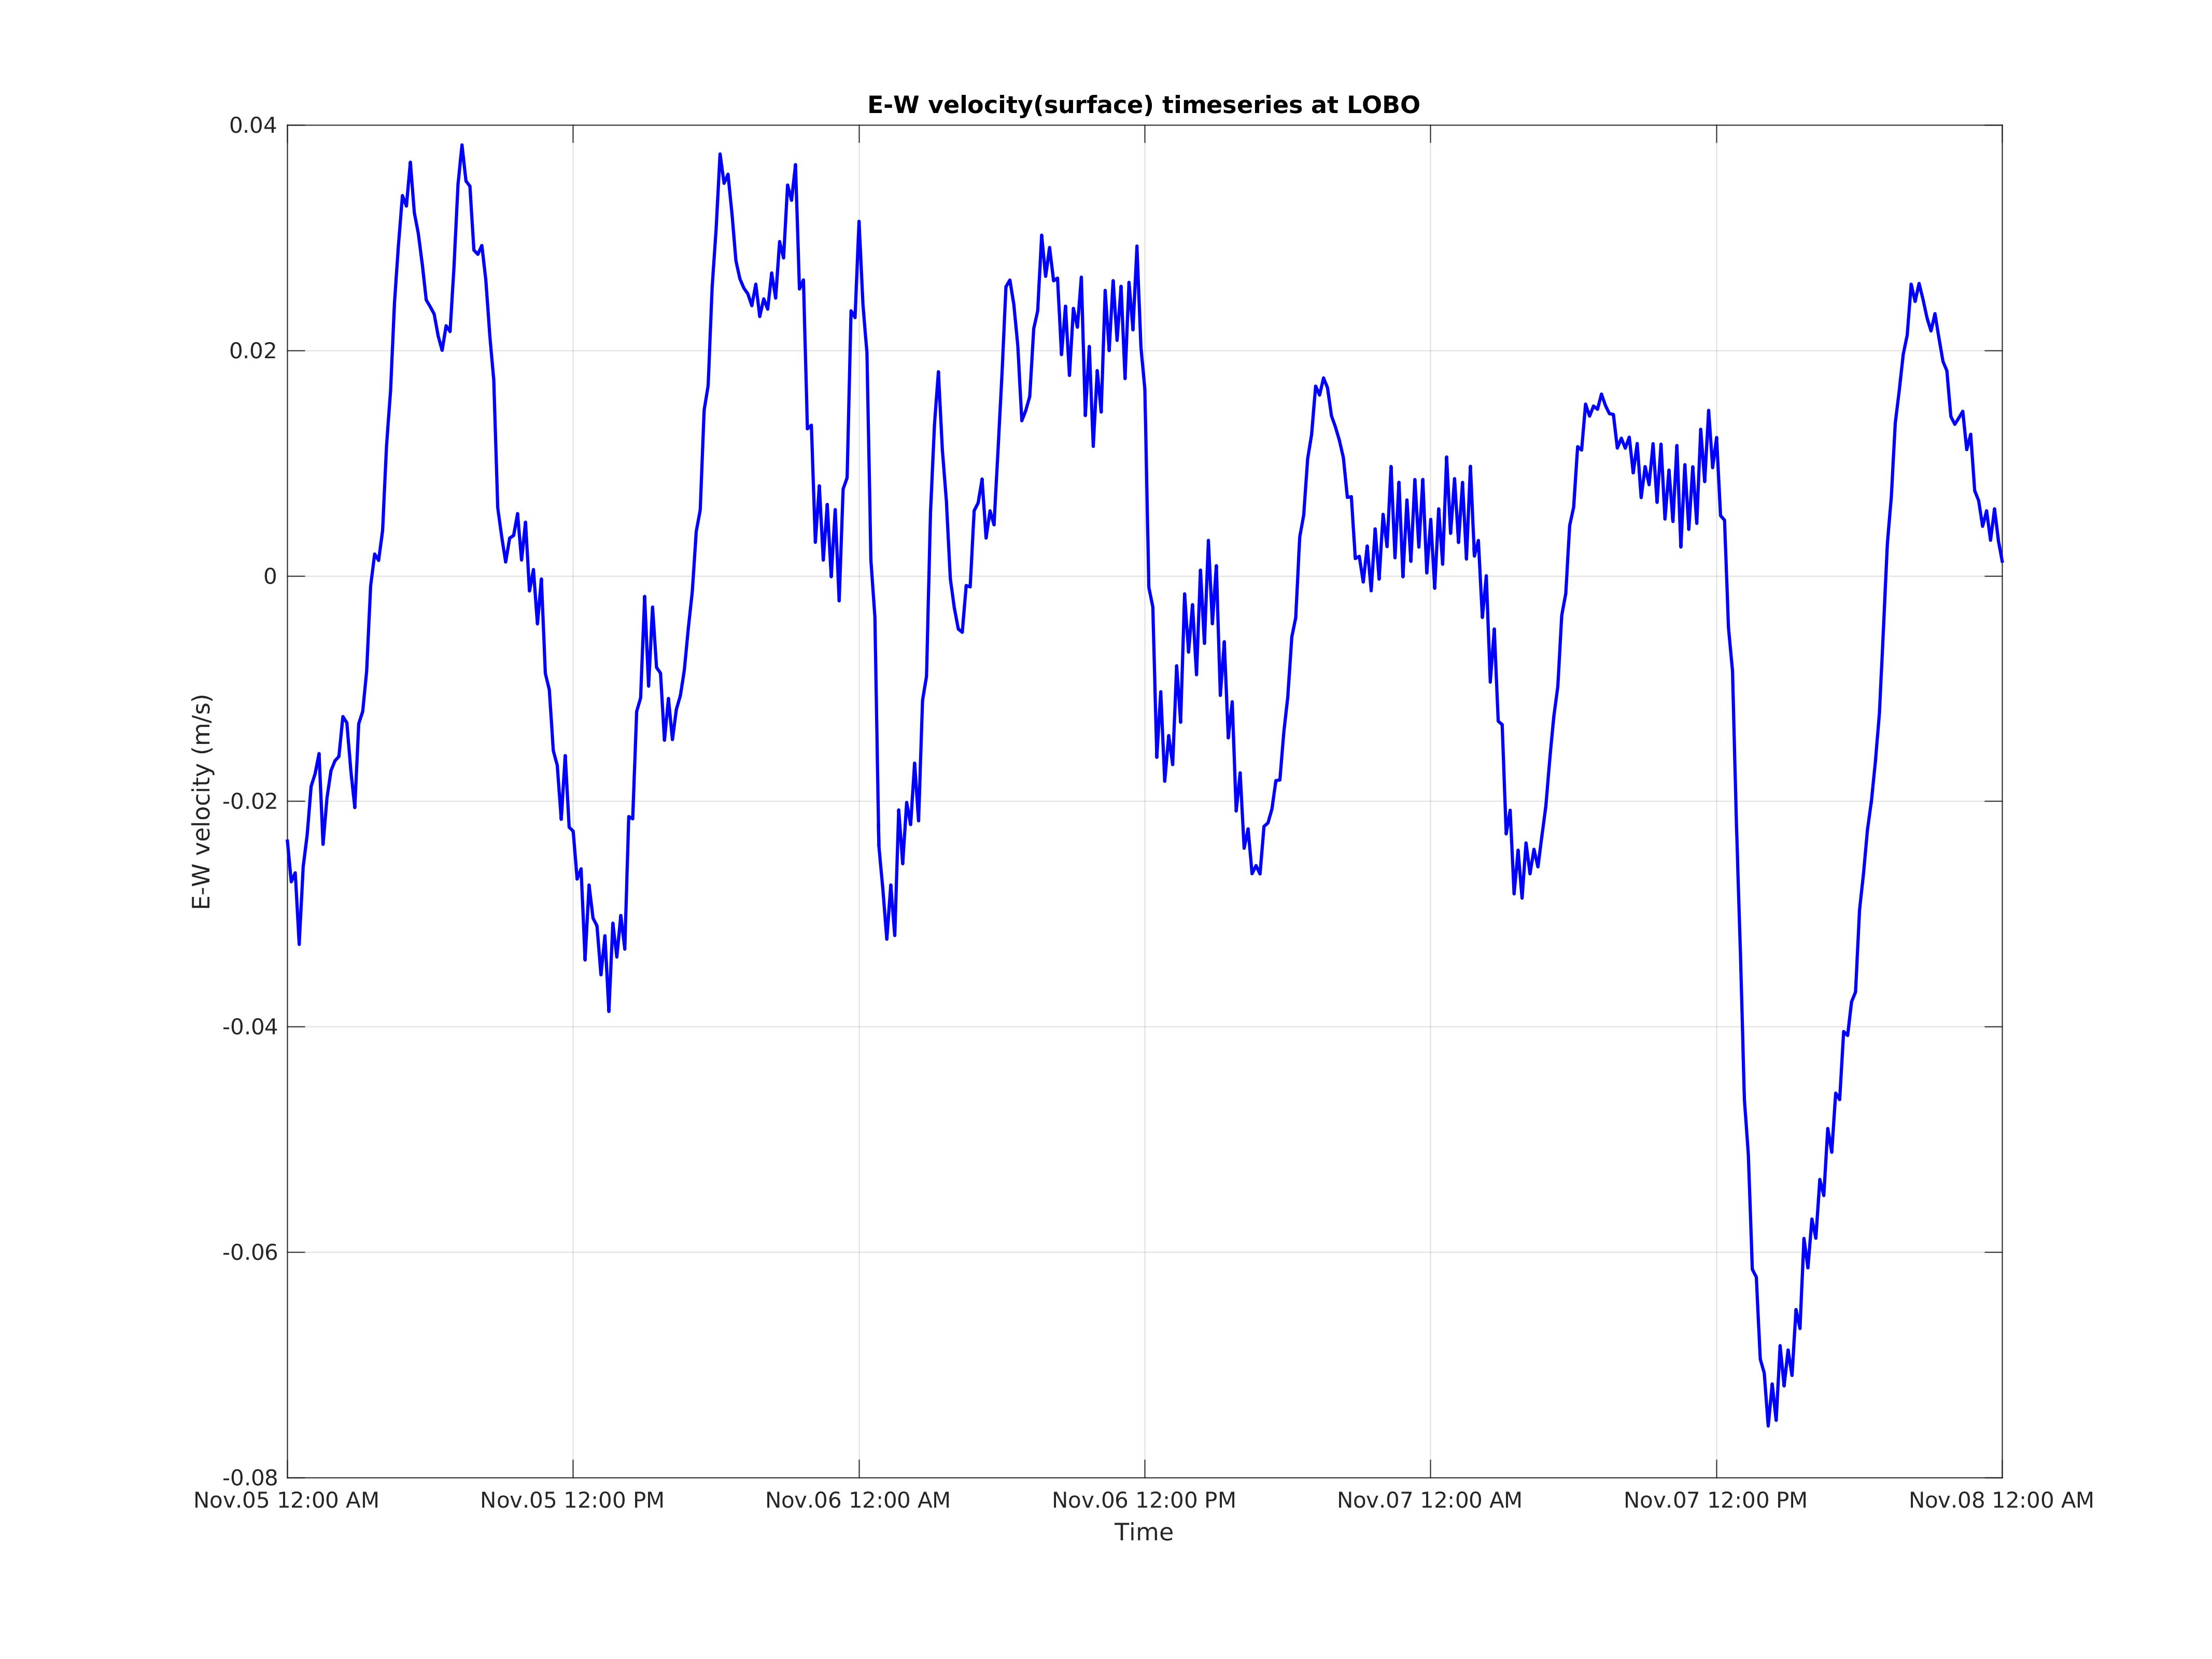 E-W velocity(surface) timeseries at LOBO
0.04
0.02
0
-0.02
-0.04
-0.06
-0.08
E-W velocity (m/s)
Nov.05 12:00 AM
Nov.05 12:00 PM
Nov.06 12:00 AM
Nov.06 12:00 PM
Nov.07 12:00 AM
Nov.07 12:00 PM
Nov.08 12:00 AM
Time